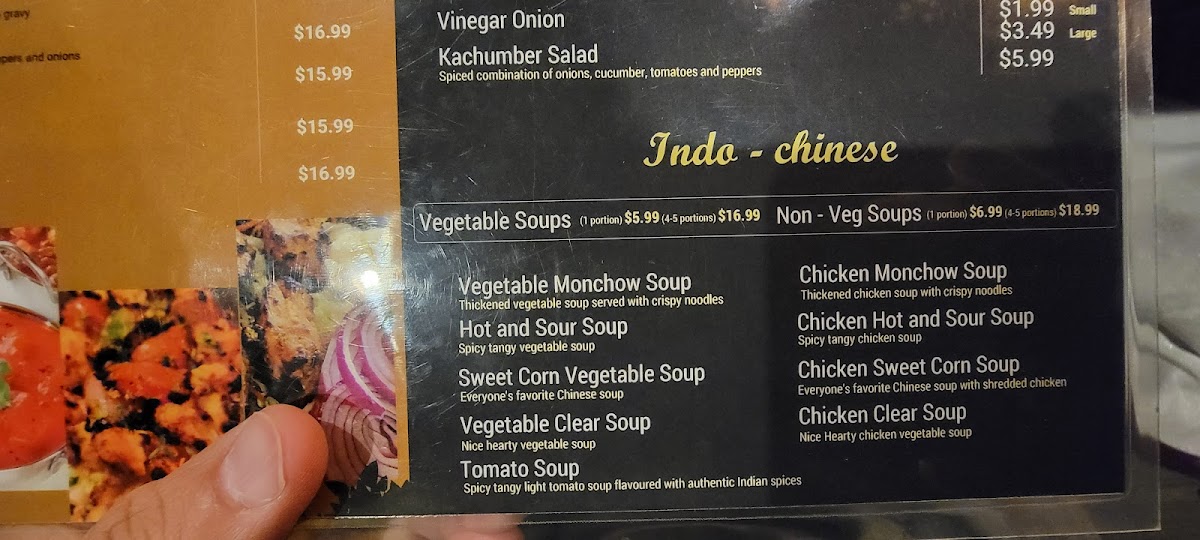 gravy
$16.99
and onions
$15.99
$15.99
$16.99
Vinegar Onion
$1.99 Small
$3.49 Large
Kachumber Salad
$5.99
Spiced combination of onions, cucumber, tomatoes and peppers
Indo - chinese
Vegetable Soups (1 portion) $5.99 (4-5 portions) $16.99
Non - Veg Soups (1 portion) $6.99 (4-5 portions) $18.99
Vegetable Monchow Soup
Thickened vegetable soup served with crispy noodles
Hot and Sour Soup
Spicy tangy vegetable soup
Sweet Corn Vegetable Soup
Everyone's favorite Chinese soup
Vegetable Clear Soup
Nice hearty vegetable soup
Tomato Soup
Spicy tangy light tomato soup flavoured with authentic Indian spices
Chicken Monchow Soup
Thickened chicken soup with crispy noodles
Chicken Hot and Sour Soup
Spicy tangy chicken soup
Chicken Sweet Corn Soup
Everyone's favorite Chinese soup with shredded chicken
Chicken Clear Soup
Nice Hearty chicken vegetable soup